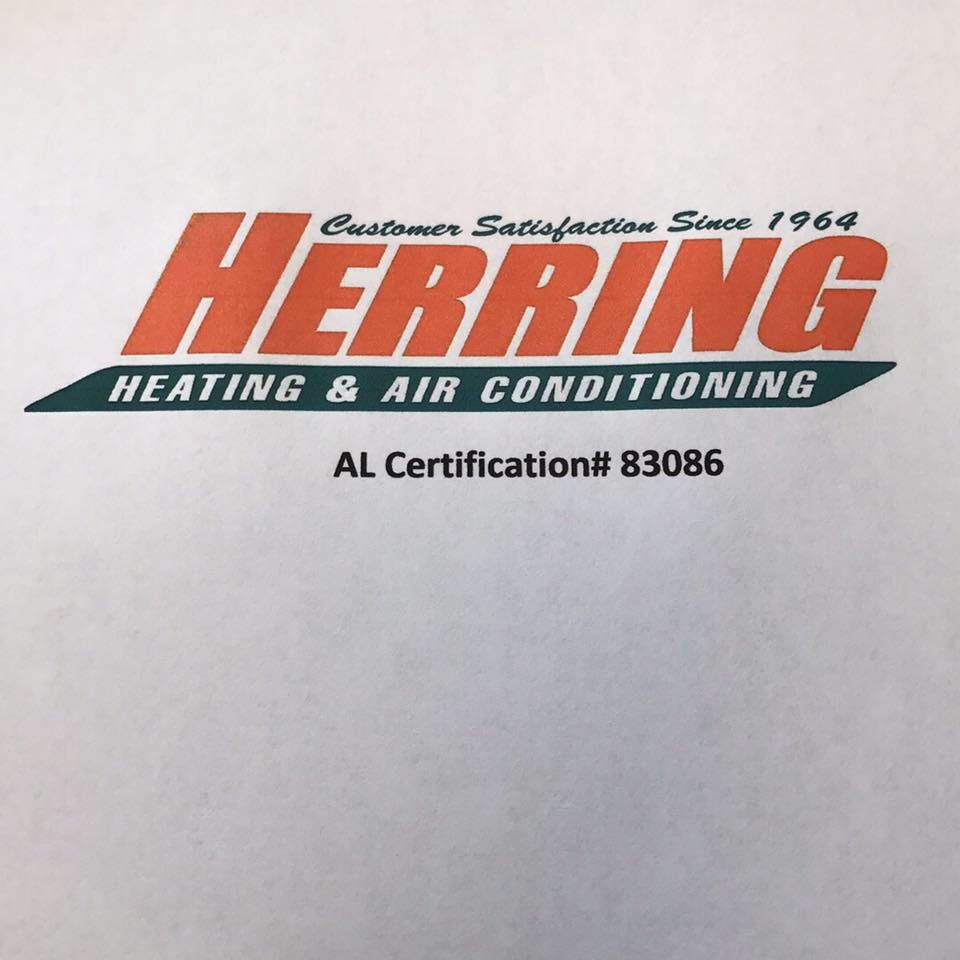 Customer Satisfaction Since 1964
HERRING
HEATING & AIR CONDITIONING
AL Certification# 83086